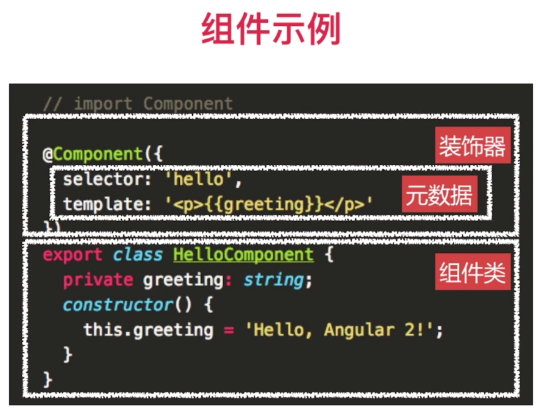 组件示例
// import Component
@Component({
装饰器
selector: 'hello',
template: '<p>{{greeting}}</p>'
元数据
})
export class HelloComponent {
组件类
private greeting: string;
constructor() {
this.greeting = 'Hello, Angular 2!';
}
}